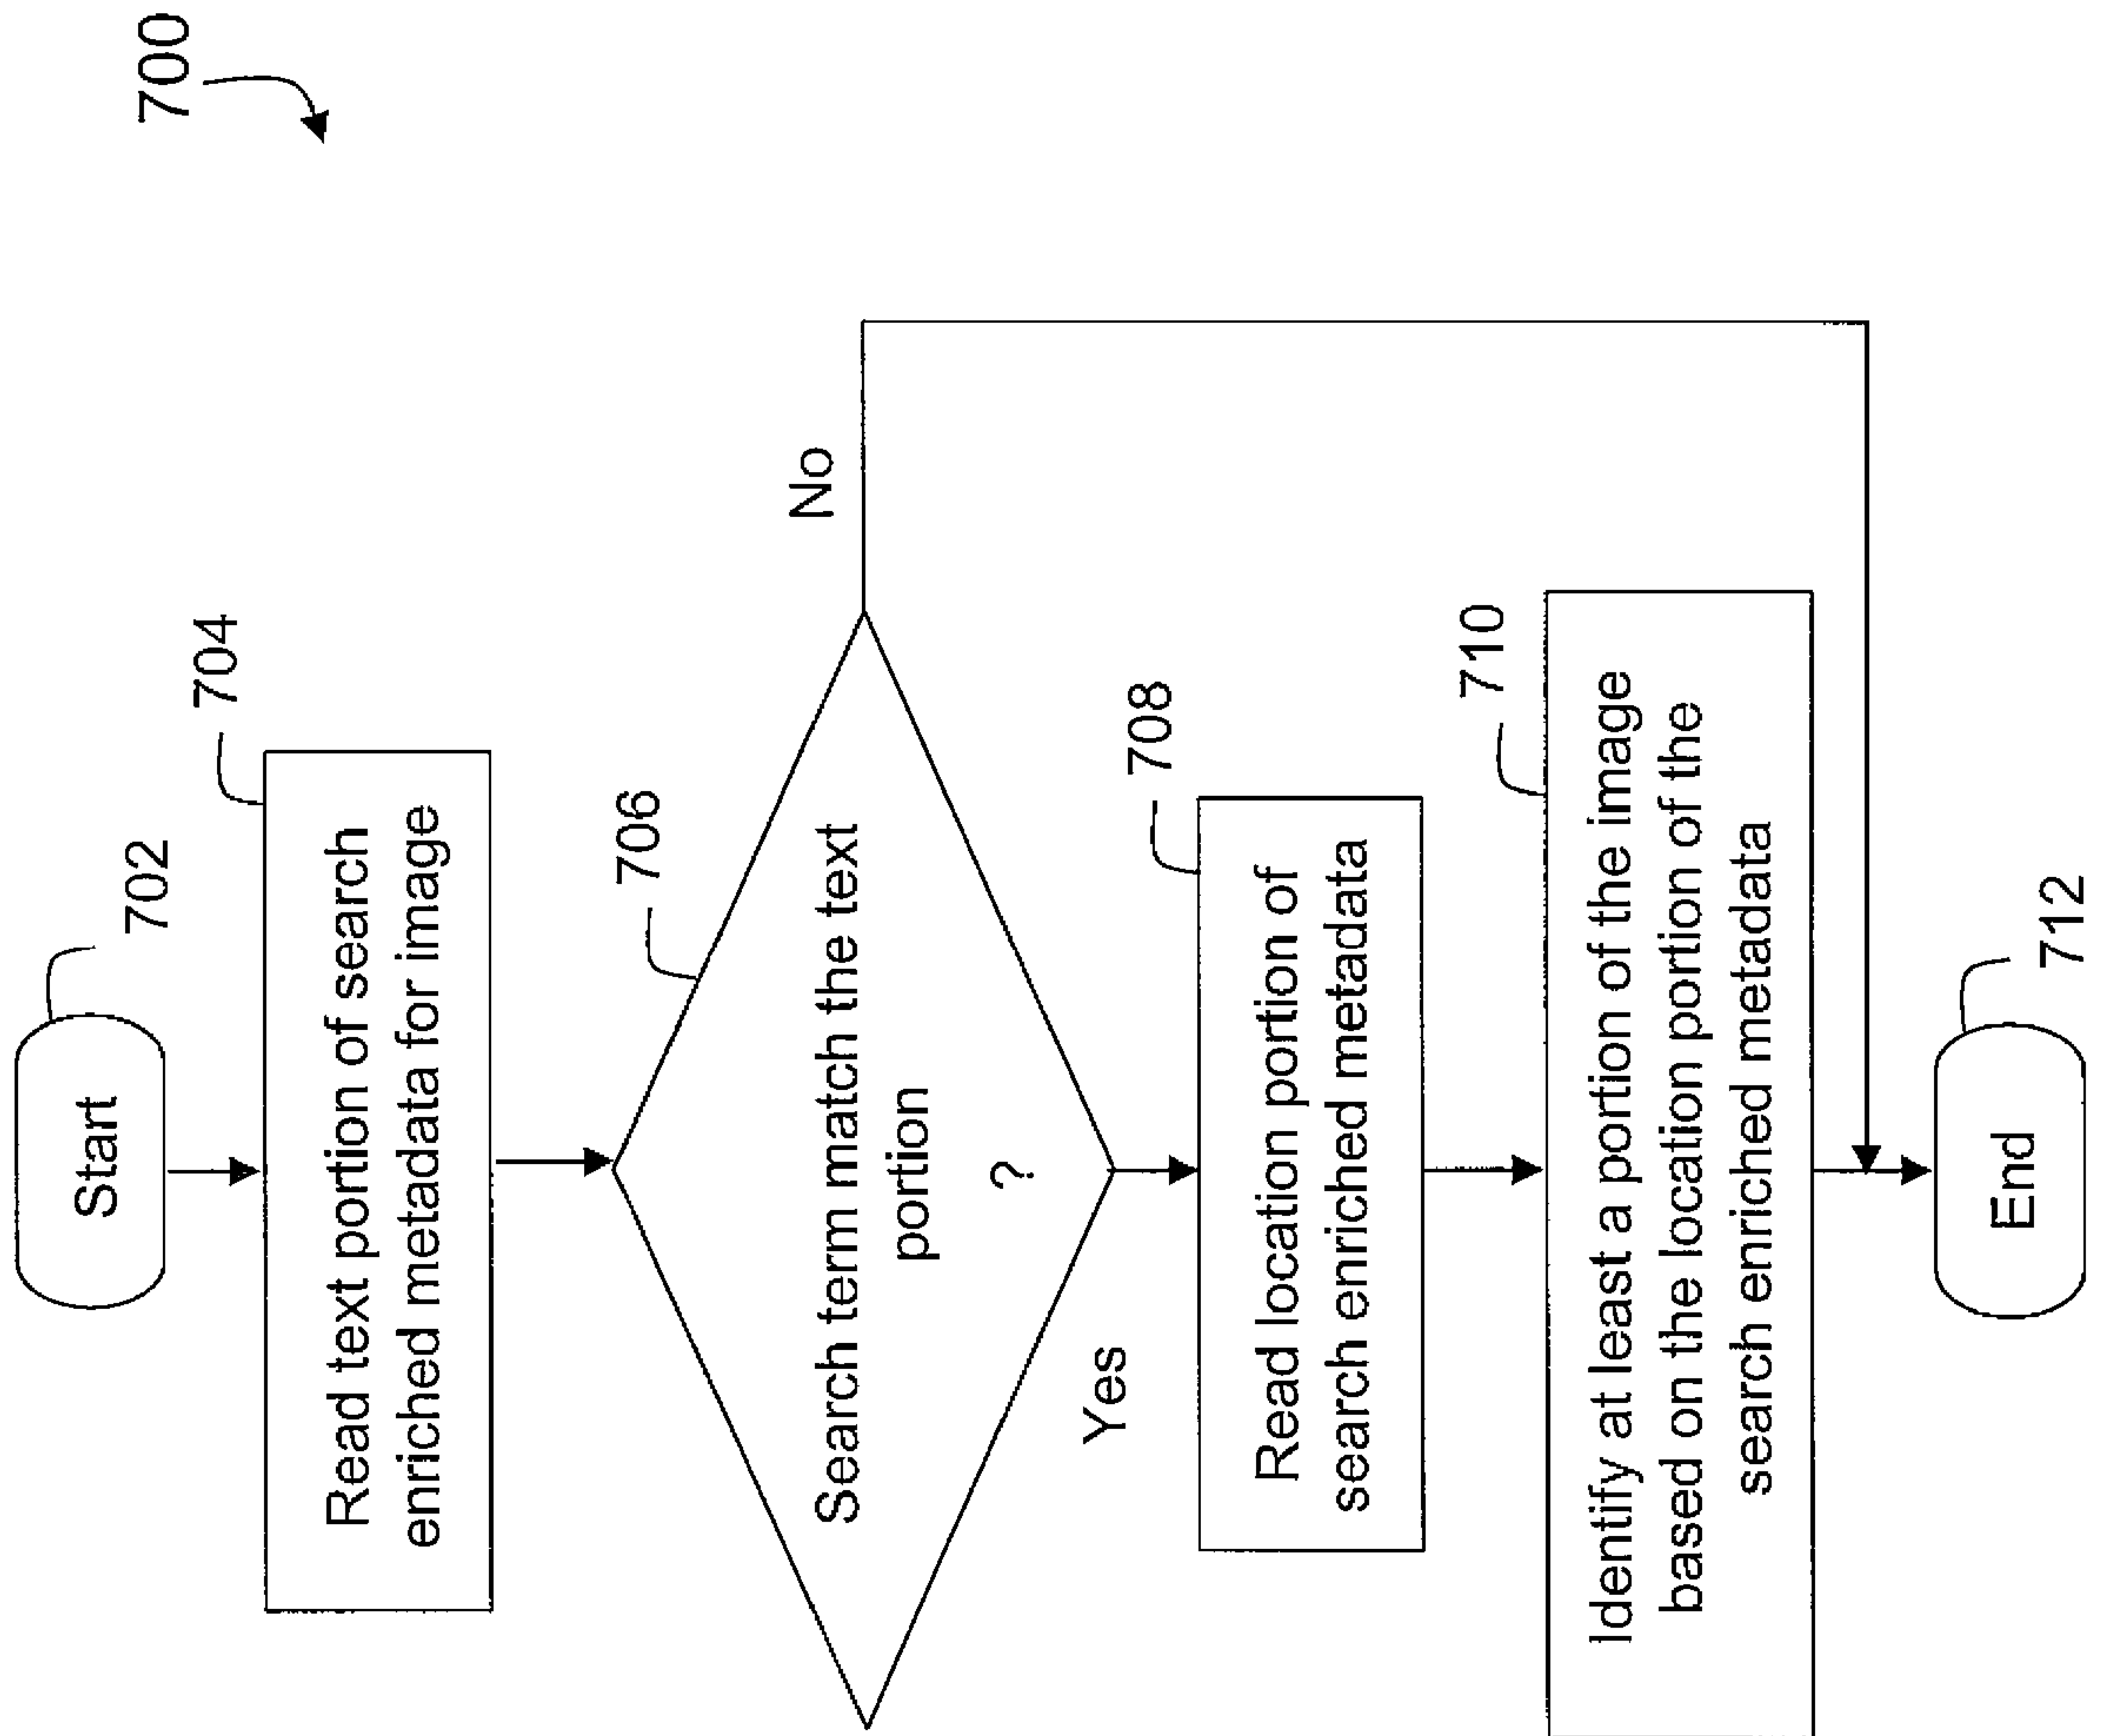 700
Start
702
704
Read text portion of search
enriched metadata for image
706
Search term match the text
portion
?
No
Yes
708
Read location portion of
search enriched metadata
710
Identify at least a portion of the image
based on the location portion of the
search enriched metadata
End
712